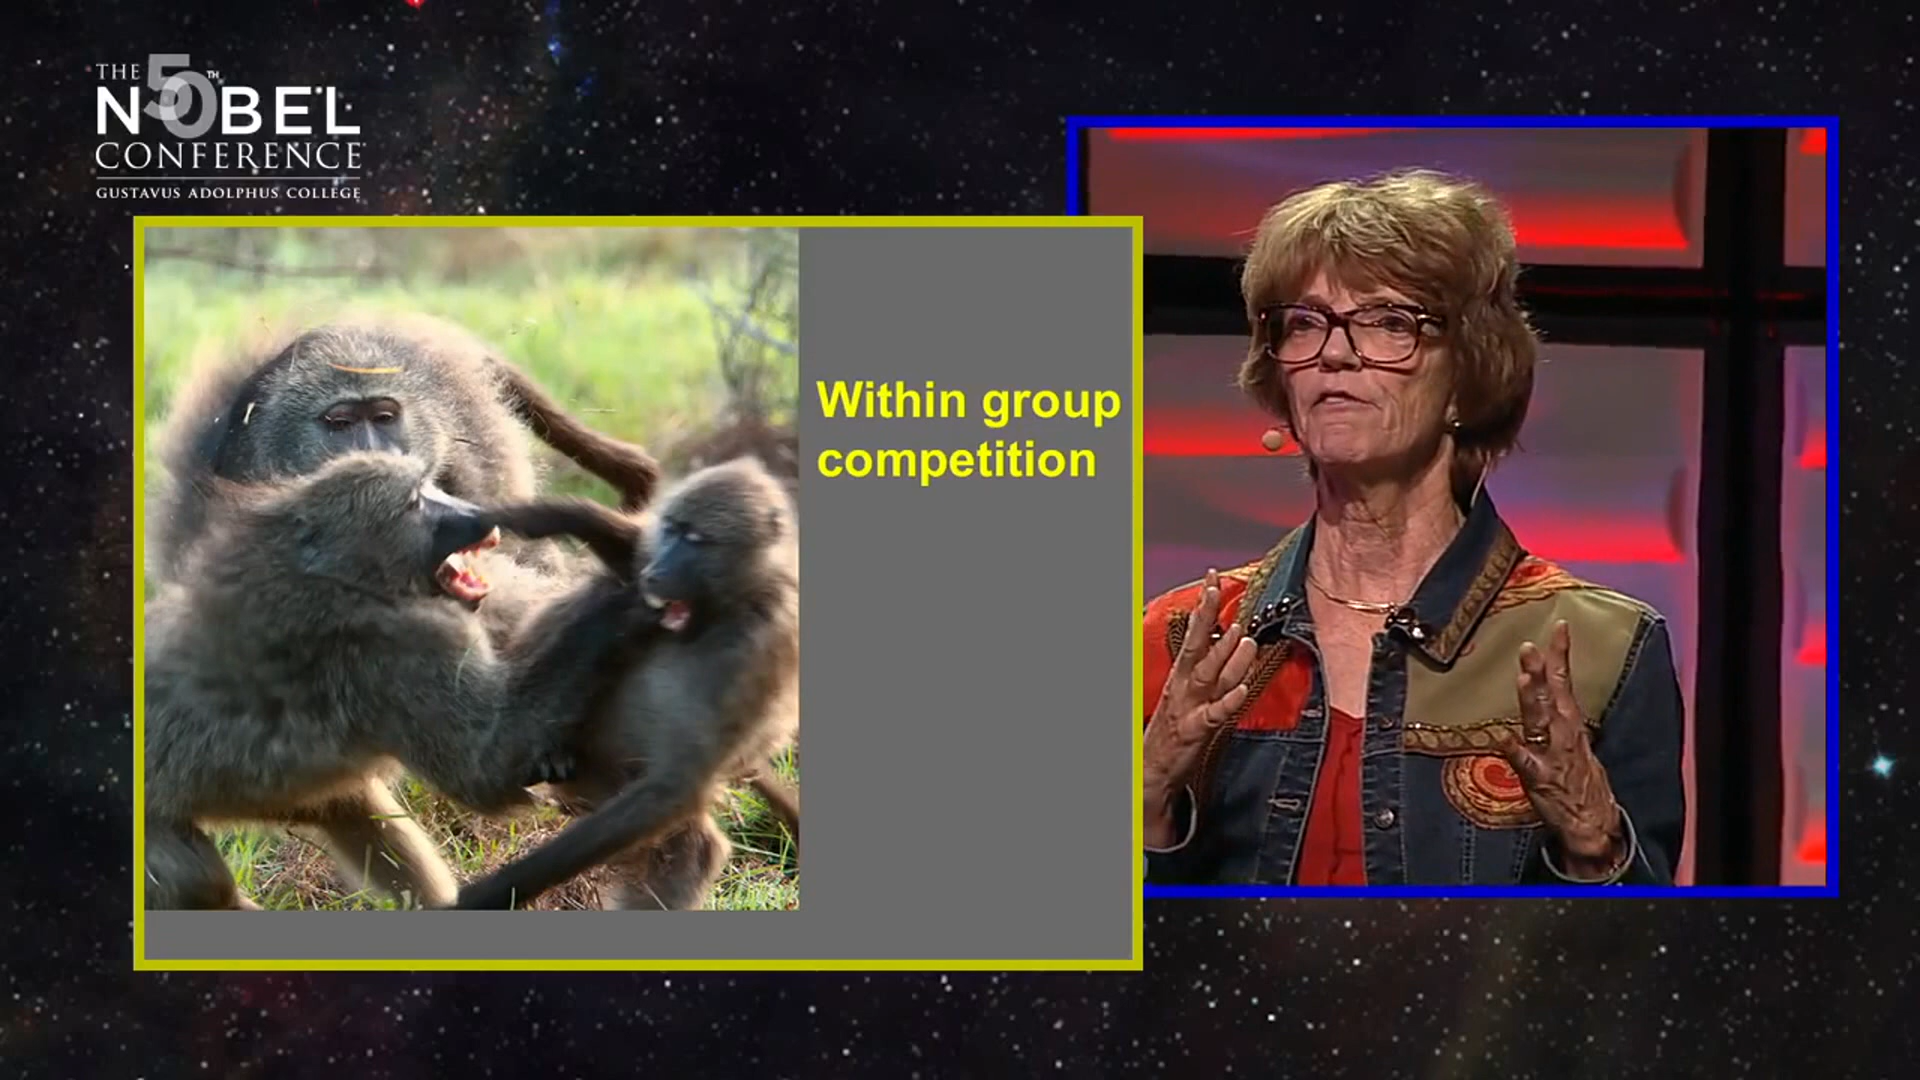 THE 50TH
NOBEL
CONFERENCE
GUSTAVUS ADOLPHUS COLLEGE
Within group
competition